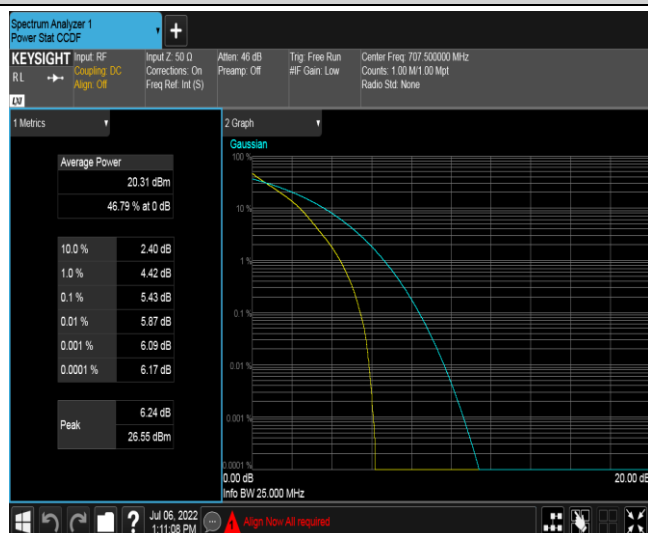 Spectrum Analyzer 1
Power Stat CCDF
+
KEYSIGHT
RL
LXI
Input: RF
Coupling: DC
Align: Off
Input Z: 50 Ω
Corrections: On
Freq Ref: Int (S)
Atten: 46 dB
Preamp: Off
Trig: Free Run
#IF Gain: Low
Center Freq: 707.500000 MHz
Counts: 1.00 M/1.00 Mpt
Radio Std: None
1 Metrics
Average Power
20.31 dBm
46.79 % at 0 dB
10.0 % 2.40 dB
1.0 % 4.42 dB
0.1 % 5.43 dB
0.01 % 5.87 dB
0.001 % 6.09 dB
0.0001 % 6.17 dB
Peak
6.24 dB
26.55 dBm
2 Graph
Gaussian
100 %
10 %
1 %
0.1 %
0.01 %
0.001 %
0.0001 %
0.00 dB 20.00 dB
Info BW 25.000 MHz
?
Jul 06, 2022
1:11:08 PM
Align Now All required